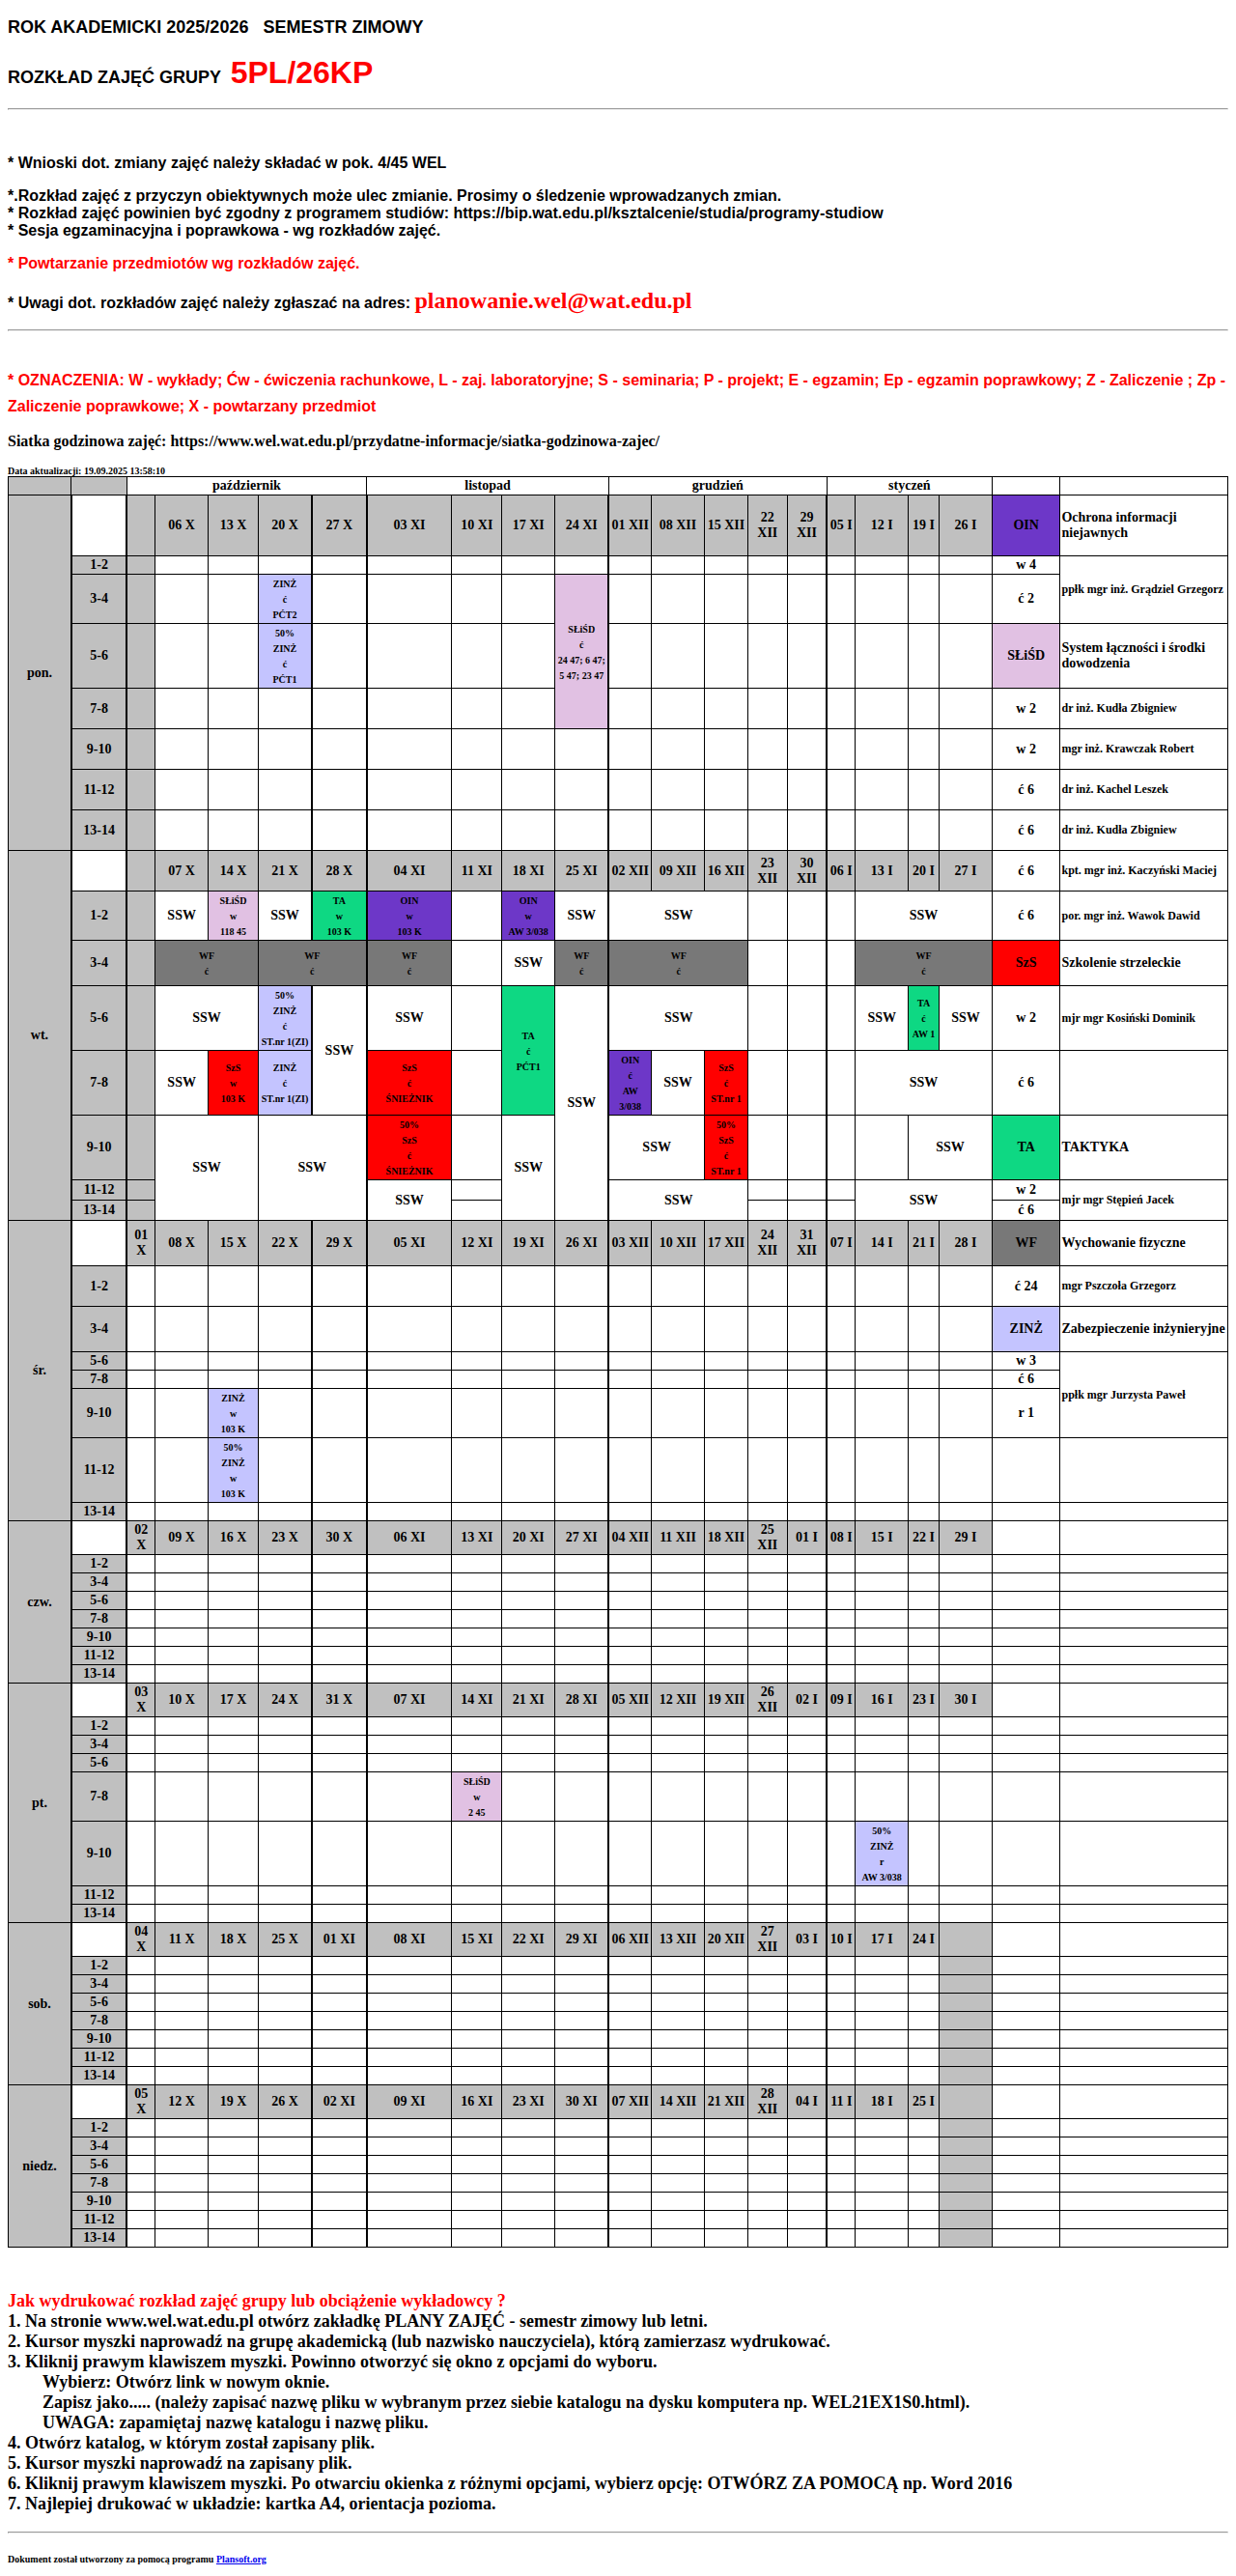 ROK AKADEMICKI 2025/2026 SEMESTR ZIMOWY
ROZKŁAD ZAJĘĆ GRUPY 5PL/26KP
* Wnioski dot. zmiany zajęć należy składać w pok. 4/45 WEL
*.Rozkład zajęć z przyczyn obiektywnych może ulec zmianie. Prosimy o śledzenie wprowadzanych zmian.
* Rozkład zajęć powinien być zgodny z programem studiów: https://bip.wat.edu.pl/ksztalcenie/studia/programy-studiow
* Sesja egzaminacyjna i poprawkowa - wg rozkładów zajęć.
* Powtarzanie przedmiotów wg rozkładów zajęć.
* Uwagi dot. rozkładów zajęć należy zgłaszać na adres: planowanie.wel@wat.edu.pl
* OZNACZENIA: W - wykłady; Ćw - ćwiczenia rachunkowe, L - zaj. laboratoryjne; S - seminaria; P - projekt; E - egzamin; Ep - egzamin poprawkowy; Z - Zaliczenie ; Zp -
Zaliczenie poprawkowe; X - powtarzany przedmiot
Siatka godzinowa zajęć: https://www.wel.wat.edu.pl/przydatne-informacje/siatka-godzinowa-zajec/
Data aktualizacji: 19.09.2025 13:58:10
październik listopad grudzień styczeń
pon. 06 X 13 X 20 X 27 X 03 XI 10 XI 17 XI 24 XI 01 XII 08 XII 15 XII 22 XII 29 XII 05 I 12 I 19 I 26 I OIN Ochrona informacji niejawnych
1-2 w 4 ppłk mgr inż. Grądziel Grzegorz
3-4 ZINŻ ć PĆT2 SŁiŚD ć 24 47; 6 47; 5 47; 23 47 ć 2
5-6 50% ZINŻ ć PĆT1 SŁiŚD System łączności i środki dowodzenia
7-8 w 2 dr inż. Kudła Zbigniew
9-10 w 2 mgr inż. Krawczak Robert
11-12 ć 6 dr inż. Kachel Leszek
13-14 ć 6 dr inż. Kudła Zbigniew
wt. 07 X 14 X 21 X 28 X 04 XI 11 XI 18 XI 25 XI 02 XII 09 XII 16 XII 23 XII 30 XII 06 I 13 I 20 I 27 I ć 6 kpt. mgr inż. Kaczyński Maciej
1-2 SSW SŁiŚD w 118 45 SSW TA w 103 K OIN w 103 K OIN w AW 3/038 SSW SSW SSW ć 6 por. mgr inż. Wawok Dawid
3-4 WF ć WF ć WF ć SSW WF ć WF ć WF ć SzS Szkolenie strzeleckie
5-6 SSW 50% ZINŻ ć ST.nr 1(ZI) SSW SSW TA ć PĆT1 SSW SSW SSW TA ć AW 1 SSW w 2 mjr mgr Kosiński Dominik
7-8 SSW SzS w 103 K ZINŻ ć ST.nr 1(ZI) SzS ć ŚNIEŻNIK OIN ć AW 3/038 SSW SzS ć ST.nr 1 SSW ć 6
9-10 SSW SSW 50% SzS ć ŚNIEŻNIK SSW SSW 50% SzS ć ST.nr 1 SSW TA TAKTYKA
11-12 SSW SSW SSW w 2 mjr mgr Stępień Jacek
13-14 ć 6
śr. 01 X 08 X 15 X 22 X 29 X 05 XI 12 XI 19 XI 26 XI 03 XII 10 XII 17 XII 24 XII 31 XII 07 I 14 I 21 I 28 I WF Wychowanie fizyczne
1-2 ć 24 mgr Pszczoła Grzegorz
3-4 ZINŻ Zabezpieczenie inżynieryjne
5-6 w 3 ppłk mgr Jurzysta Paweł
7-8 ć 6
9-10 ZINŻ w 103 K r 1
11-12 50% ZINŻ w 103 K
13-14
czw. 02 X 09 X 16 X 23 X 30 X 06 XI 13 XI 20 XI 27 XI 04 XII 11 XII 18 XII 25 XII 01 I 08 I 15 I 22 I 29 I
1-2
3-4
5-6
7-8
9-10
11-12
13-14
pt. 03 X 10 X 17 X 24 X 31 X 07 XI 14 XI 21 XI 28 XI 05 XII 12 XII 19 XII 26 XII 02 I 09 I 16 I 23 I 30 I
1-2
3-4
5-6
7-8 SŁiŚD w 2 45
9-10 50% ZINŻ r AW 3/038
11-12
13-14
sob. 04 X 11 X 18 X 25 X 01 XI 08 XI 15 XI 22 XI 29 XI 06 XII 13 XII 20 XII 27 XII 03 I 10 I 17 I 24 I
1-2
3-4
5-6
7-8
9-10
11-12
13-14
niedz. 05 X 12 X 19 X 26 X 02 XI 09 XI 16 XI 23 XI 30 XI 07 XII 14 XII 21 XII 28 XII 04 I 11 I 18 I 25 I
1-2
3-4
5-6
7-8
9-10
11-12
13-14
Jak wydrukować rozkład zajęć grupy lub obciążenie wykładowcy ?
1. Na stronie www.wel.wat.edu.pl otwórz zakładkę PLANY ZAJĘĆ - semestr zimowy lub letni.
2. Kursor myszki naprowadź na grupę akademicką (lub nazwisko nauczyciela), którą zamierzasz wydrukować.
3. Kliknij prawym klawiszem myszki. Powinno otworzyć się okno z opcjami do wyboru.
Wybierz: Otwórz link w nowym oknie.
Zapisz jako..... (należy zapisać nazwę pliku w wybranym przez siebie katalogu na dysku komputera np. WEL21EX1S0.html).
UWAGA: zapamiętaj nazwę katalogu i nazwę pliku.
4. Otwórz katalog, w którym został zapisany plik.
5. Kursor myszki naprowadź na zapisany plik.
6. Kliknij prawym klawiszem myszki. Po otwarciu okienka z różnymi opcjami, wybierz opcję: OTWÓRZ ZA POMOCĄ np. Word 2016
7. Najlepiej drukować w układzie: kartka A4, orientacja pozioma.
Dokument został utworzony za pomocą programu Plansoft.org